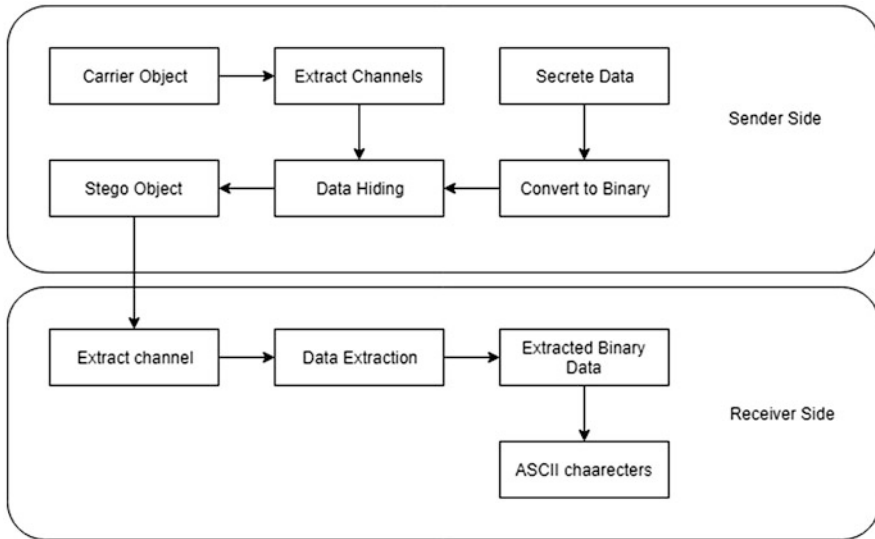 Carrier Object
Extract Channels
Secrete Data
Sender Side
Stego Object
Data Hiding
Convert to Binary
Extract channel
Data Extraction
Extracted Binary
Data
Receiver Side
ASCII chaarecters